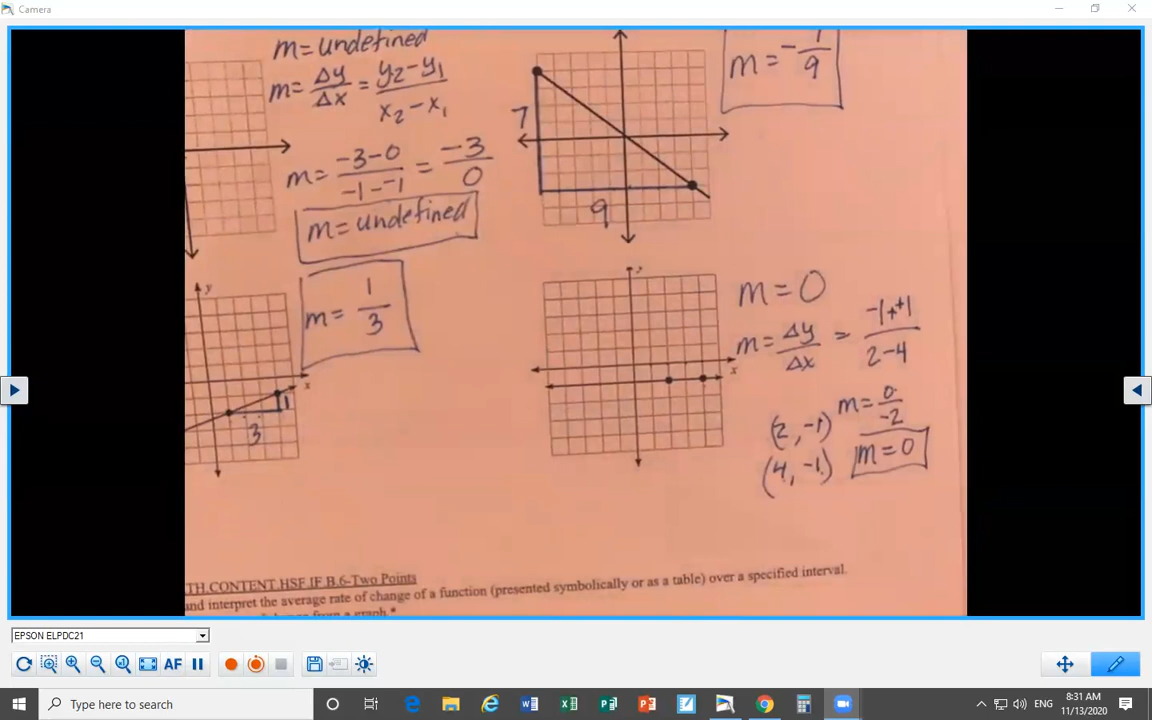 Camera
m = undefined
m = Δy/Δx = y₂-y₁/x₂-x₁
m = -3-0/-1--1 = -3/0
m = undefined
7
9
m = -1/9
y
m = 1/3
x
1
3
y
x
m = 0
m = Δy/Δx = -1++1/2-4
(2, -1) m = 0/-2
(4, -1) m = 0
TH.CONTENT.HSF.IF.B.6-Two Points
and interpret the average rate of change of a function (presented symbolically or as a table) over a specified interval.
from a graph.*
EPSON ELPDC21
AF
Type here to search
ENG
8:31 AM
11/13/2020